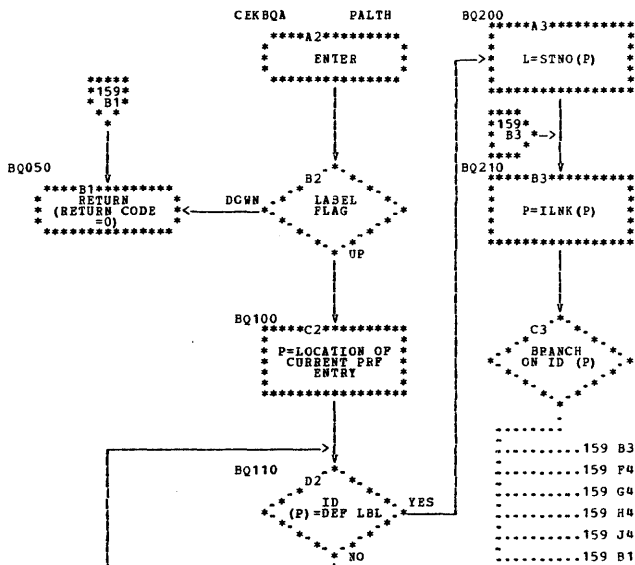 CEKBQA PALTH
A2
ENTER
159
B1
BQ050
B1
RETURN
(RETURN CODE
=0)
B2
LABEL
FLAG
DOWN
UP
BQ100
C2
P=LOCATION OF
CURRENT PRF
ENTRY
BQ110
D2
ID
(P)=DEF LBL
YES
NO
BQ200
A3
L=STNO(P)
159
B3
BQ210
B3
P=ILNK(P)
C3
BRANCH
ON ID (P)
159 B3
159 F4
159 G4
159 H4
159 J4
159 B1